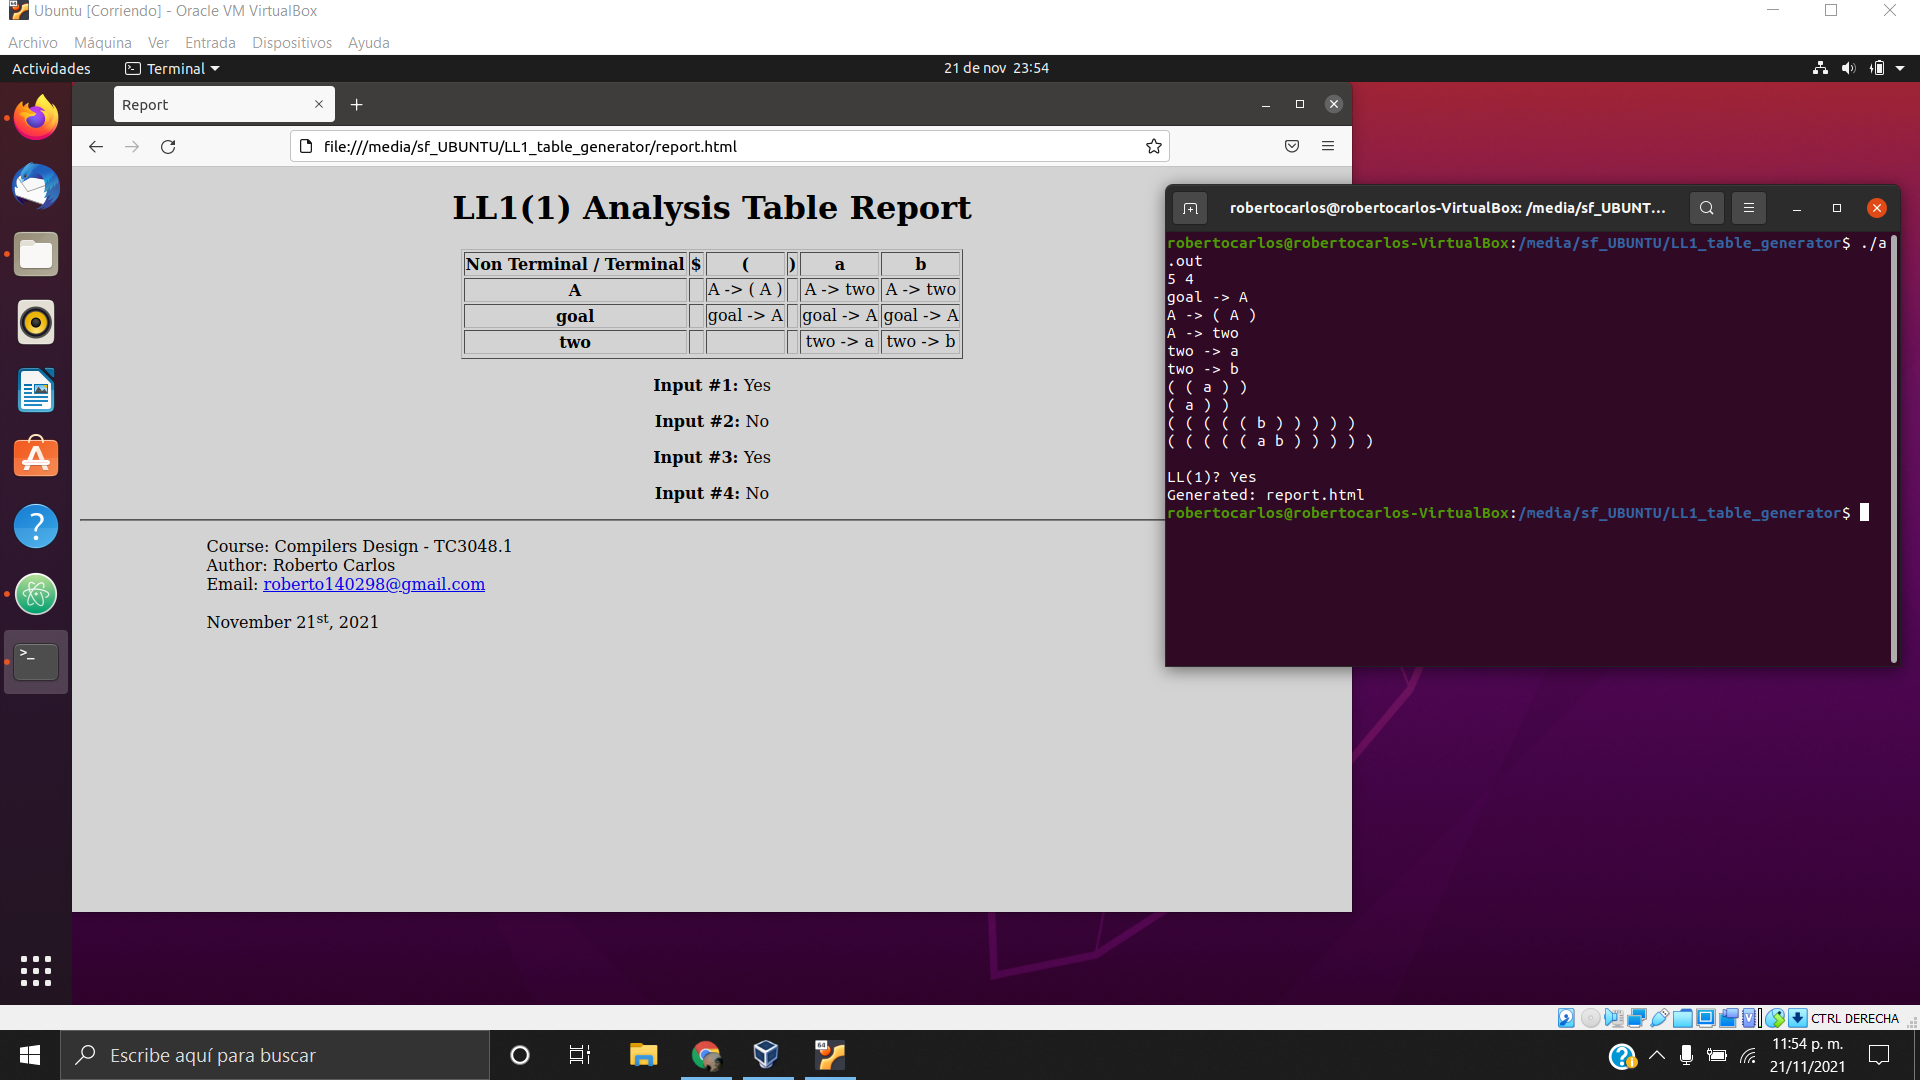 Ubuntu [Corriendo] - Oracle VM VirtualBox
Archivo Máquina Ver Entrada Dispositivos Ayuda
Actividades Terminal 21 de nov 23:54
Report
file:///media/sf_UBUNTU/LL1_table_generator/report.html
LL1(1) Analysis Table Report
Non Terminal / Terminal $ ( ) a b
A A -> ( A ) A -> two A -> two
goal goal -> A goal -> A goal -> A
two two -> a two -> b
Input #1: Yes
Input #2: No
Input #3: Yes
Input #4: No
Course: Compilers Design - TC3048.1
Author: Roberto Carlos
Email: roberto140298@gmail.com
November 21st, 2021
robertocarlos@robertocarlos-VirtualBox: /media/sf_UBUNT...
robertocarlos@robertocarlos-VirtualBox:/media/sf_UBUNTU/LL1_table_generator$ ./a
.out
5 4
goal -> A
A -> ( A )
A -> two
two -> a
two -> b
( ( a ) )
( a ) )
( ( ( ( ( b ) ) ) ) )
( ( ( ( ( a b ) ) ) ) )
LL(1)? Yes
Generated: report.html
robertocarlos@robertocarlos-VirtualBox:/media/sf_UBUNTU/LL1_table_generator$
CTRL DERECHA
Escribe aquí para buscar
11:54 p. m.
21/11/2021